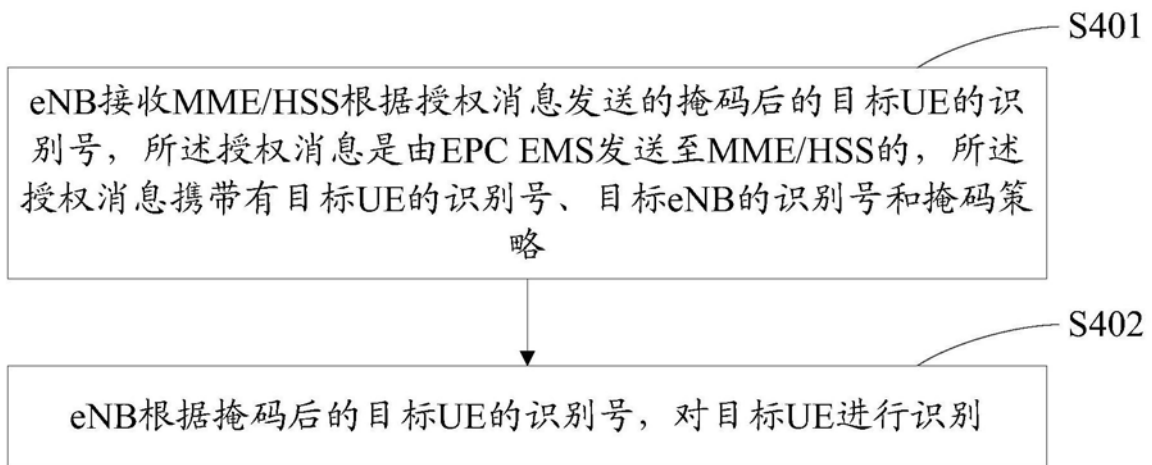 S401
eNB接收MME/HSS根据授权消息发送的掩码后的目标UE的识
别号，所述授权消息是由EPC EMS发送至MME/HSS的，所述
授权消息携带有目标UE的识别号、目标eNB的识别号和掩码策
略
S402
eNB根据掩码后的目标UE的识别号，对目标UE进行识别